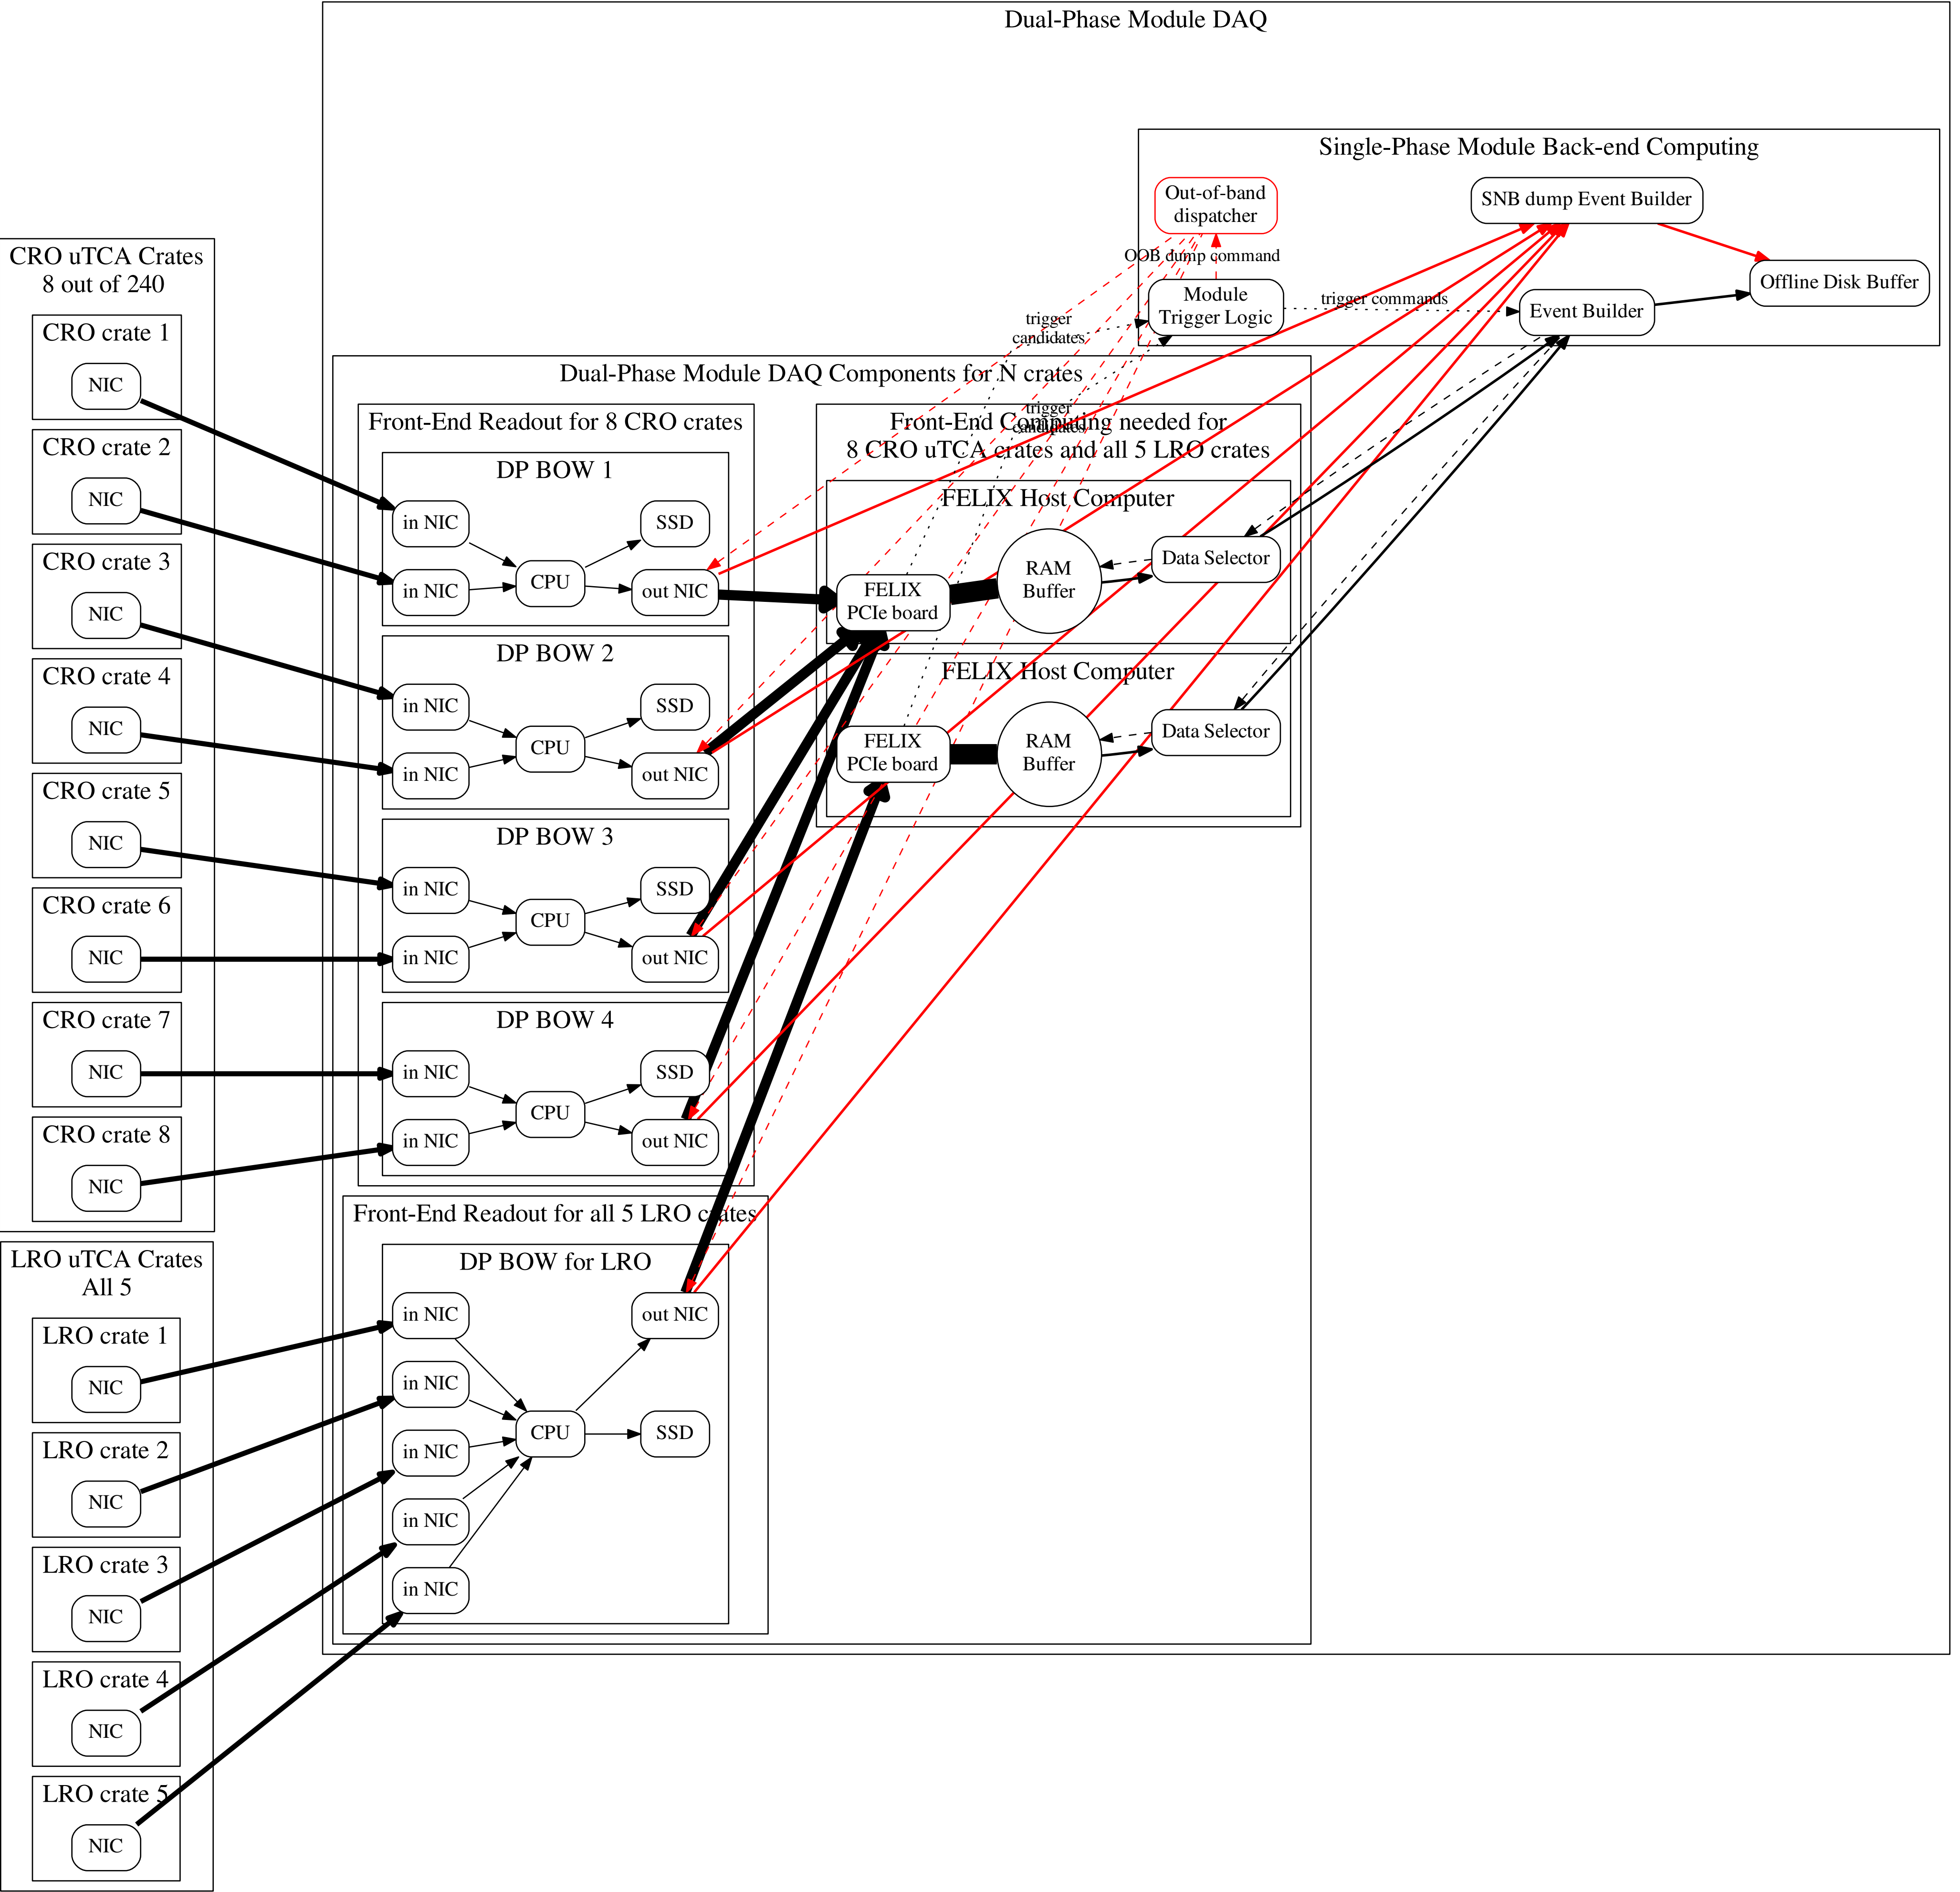 Dual-Phase Module DAQ
Single-Phase Module Back-end Computing
Out-of-band
dispatcher
SNB dump Event Builder
OOB dump command
Offline Disk Buffer
Module
Trigger Logic
trigger commands
Event Builder
trigger
candidates
CRO uTCA Crates
8 out of 240
CRO crate 1
NIC
CRO crate 2
NIC
CRO crate 3
NIC
CRO crate 4
NIC
CRO crate 5
NIC
CRO crate 6
NIC
CRO crate 7
NIC
CRO crate 8
NIC
LRO uTCA Crates
All 5
LRO crate 1
NIC
LRO crate 2
NIC
LRO crate 3
NIC
LRO crate 4
NIC
LRO crate 5
NIC
Dual-Phase Module DAQ Components for N crates
Front-End Readout for 8 CRO crates
DP BOW 1
in NIC
in NIC
CPU
SSD
out NIC
DP BOW 2
in NIC
in NIC
CPU
SSD
out NIC
DP BOW 3
in NIC
in NIC
CPU
SSD
out NIC
DP BOW 4
in NIC
in NIC
CPU
SSD
out NIC
Front-End Readout for all 5 LRO crates
DP BOW for LRO
in NIC
in NIC
in NIC
in NIC
in NIC
CPU
out NIC
SSD
trigger
candidates
Front-End Computing needed for
8 CRO uTCA crates and all 5 LRO crates
FELIX Host Computer
FELIX
PCIe board
RAM
Buffer
Data Selector
FELIX Host Computer
FELIX
PCIe board
RAM
Buffer
Data Selector